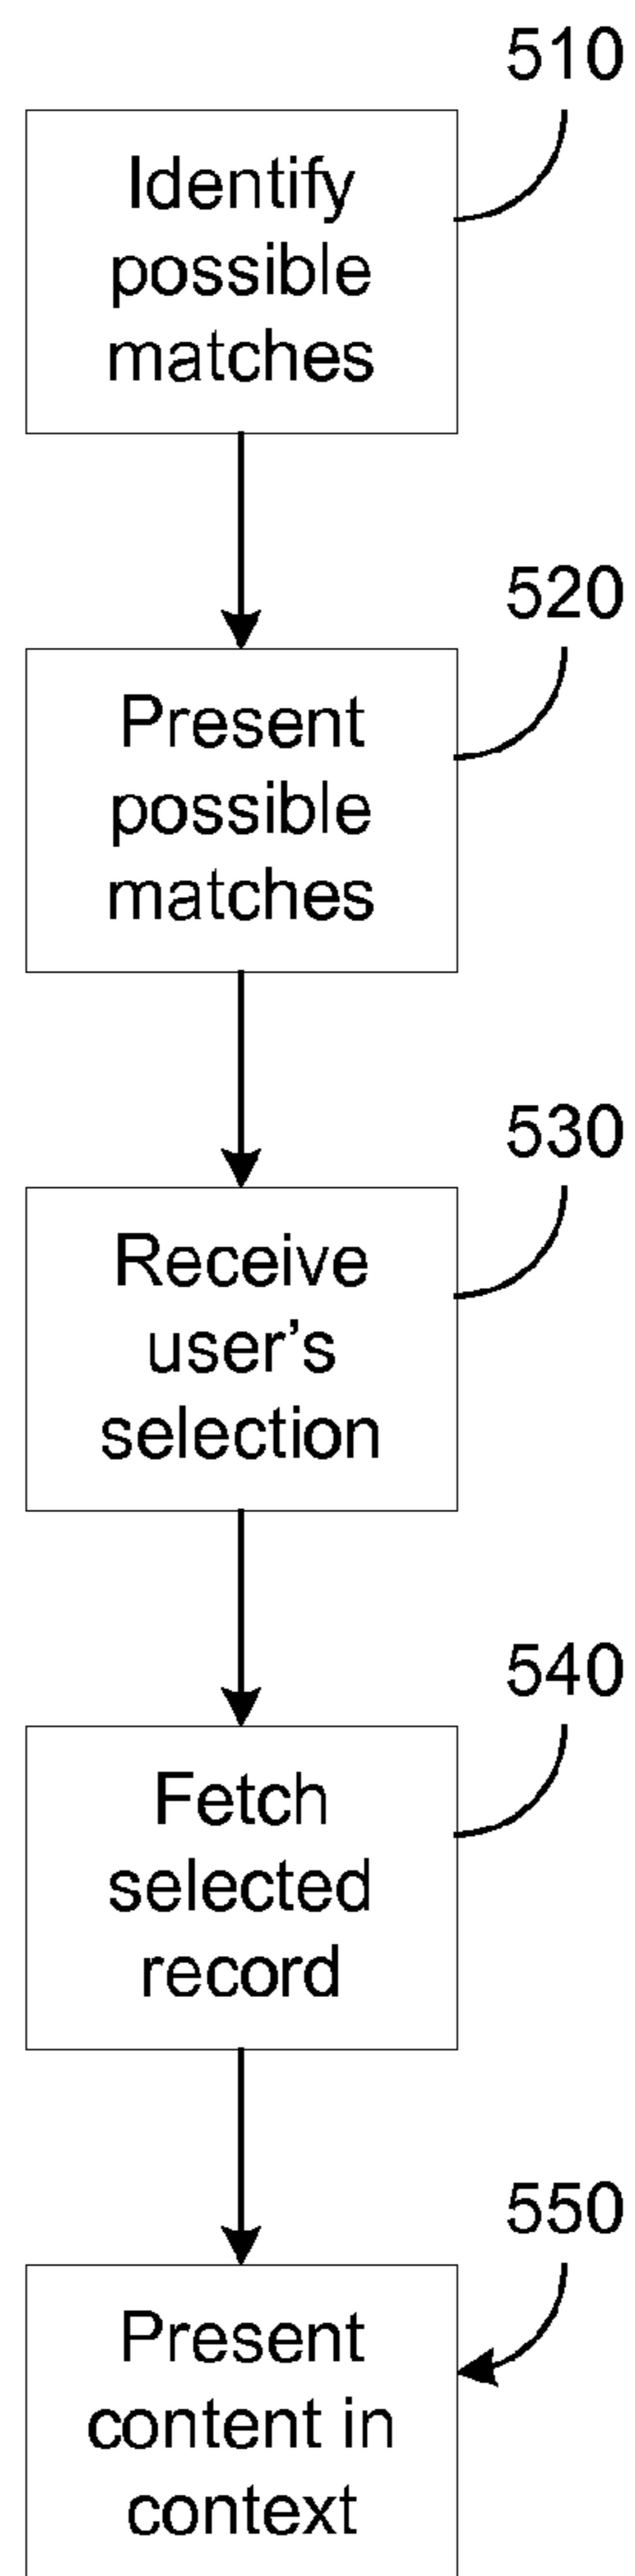 510
Identify
possible
matches
520
Present
possible
matches
530
Receive
user’s
selection
540
Fetch
selected
record
550
Present
content in
context